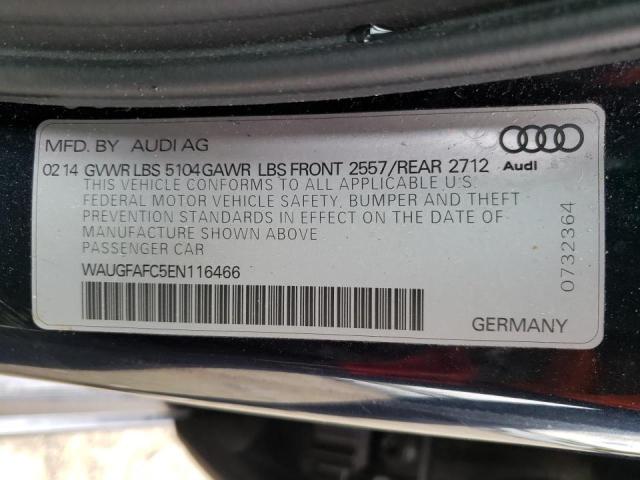 MFD. BY AUDI AG
Audi
02 14 GVWR LBS 5104 GAWR LBS FRONT 2557/REAR 2712
THIS VEHICLE CONFORMS TO ALL APPLICABLE U.S.
FEDERAL MOTOR VEHICLE SAFETY, BUMPER AND THEFT
PREVENTION STANDARDS IN EFFECT ON THE DATE OF
MANUFACTURE SHOWN ABOVE
PASSENGER CAR
WAUGFAFC5EN116466
GERMANY
0732364